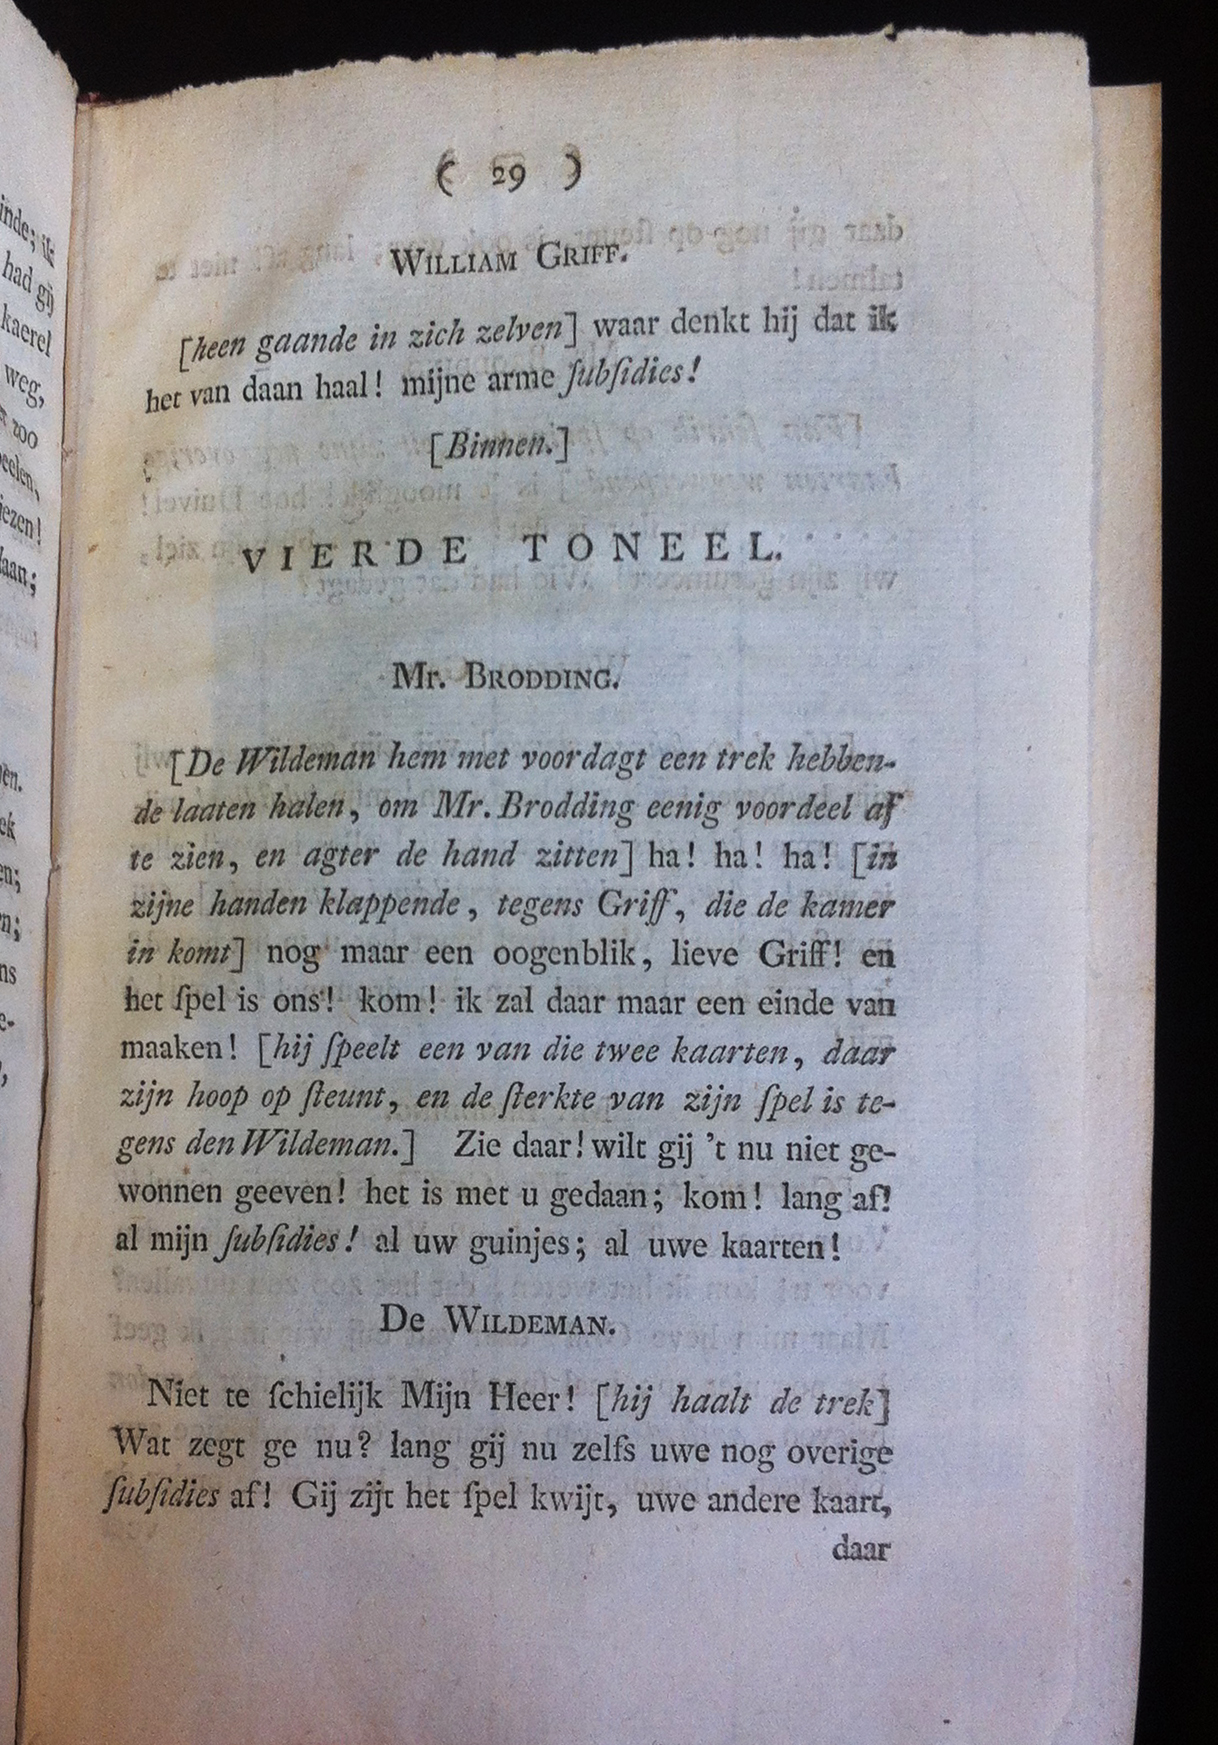 ( 29 )
WILLIAM GRIFF.
[heen gaande in zich zelven] waar denkt hij dat ik
het van daan haal! mijne arme ſubſidies!
[Binnen.]
VIERDE TONEEL.
Mr. BRODDING.
[De Wildeman hem met voordagt een trek hebben-
de laaten halen, om Mr. Brodding eenig voordeel af
te zien, en agter de hand zitten] ha! ha! ha! [in
zijne handen klappende, tegens Griff, die de kamer
in komt] nog maar een oogenblik, lieve Griff! en
het ſpel is ons! kom! ik zal daar maar een einde van
maaken! [hij ſpeelt een van die twee kaarten, daar
zijn hoop op ſteunt, en de ſterkte van zijn ſpel is te-
gens den Wildeman.] Zie daar! wilt gij 't nu niet ge-
wonnen geeven! het is met u gedaan; kom! lang af!
al mijn ſubſidies! al uw guinjes; al uwe kaarten!
De WILDEMAN.
Niet te ſchielijk Mijn Heer! [hij haalt de trek]
Wat zegt ge nu? lang gij nu zelfs uwe nog overige
ſubſidies af! Gij zijt het ſpel kwijt, uwe andere kaart,
daar
inde; ik
had gij
kaerel
weg,
zoo